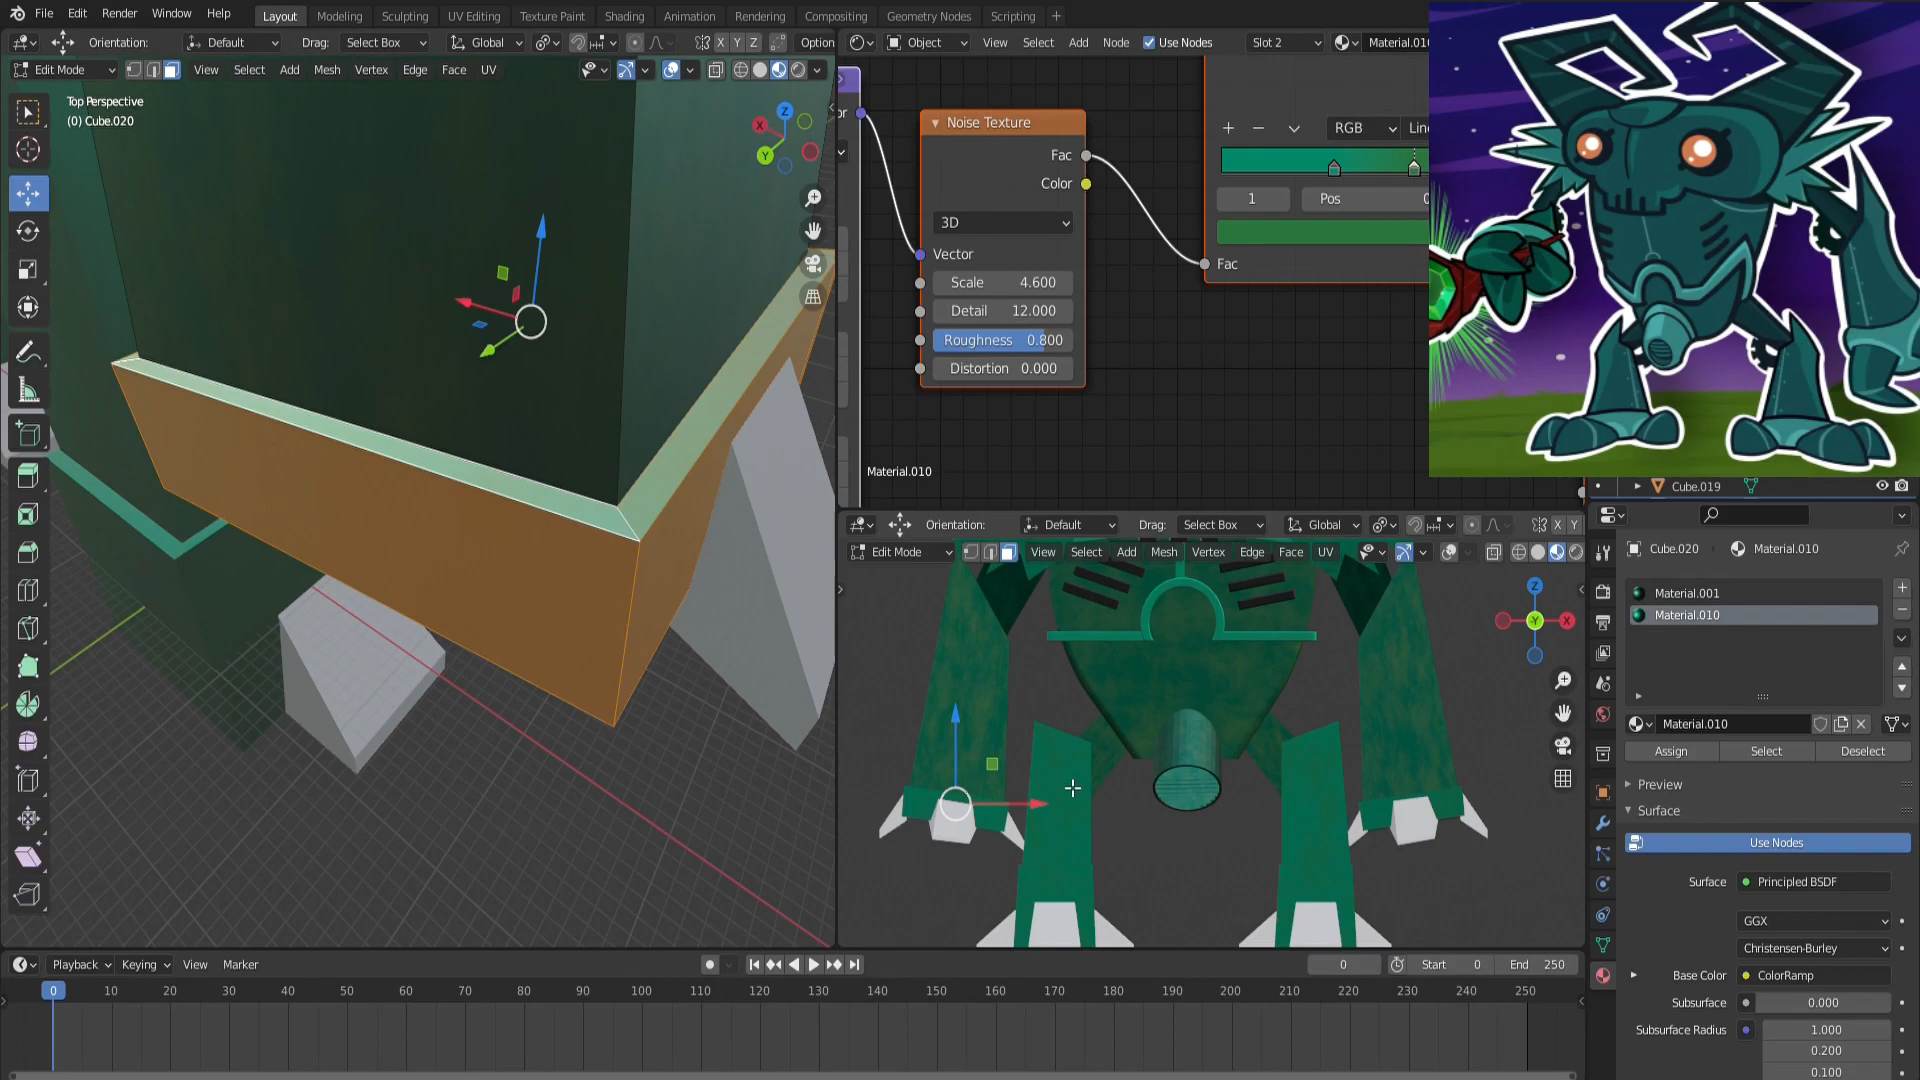 File Edit Render Window Help
Layout Modeling Sculpting UV Editing Texture Paint Shading Animation Rendering Compositing Geometry Nodes Scripting +
Orientation: Default Drag: Select Box Global X Y Z Option
Object View Select Add Node Use Nodes Slot 2 Material.01
Edit Mode View Select Add Mesh Vertex Edge Face UV
Top Perspective
(0) Cube.020
Z
X
Y
or
Noise Texture
Fac
Color
3D
Vector
Scale 4.600
Detail 12.000
Roughness 0.800
Distortion 0.000
RGB Line
1 Pos 0
Fac
Material.010
Cube.019
Orientation: Default Drag: Select Box Global X Y
Edit Mode View Select Add Mesh Vertex Edge Face UV
Z
Y
X
Cube.020 Material.010
Material.001
Material.010
Material.010
Assign Select Deselect
Preview
Surface
Use Nodes
Surface Principled BSDF
GGX
Christensen-Burley
Base Color ColorRamp
Subsurface 0.000
Subsurface Radius 1.000
0.200
0.100
Playback Keying View Marker
0 Start 0 End 250
0 10 20 30 40 50 60 70 80 90 100 110 120 130 140 150 160 170 180 190 200 210 220 230 240 250